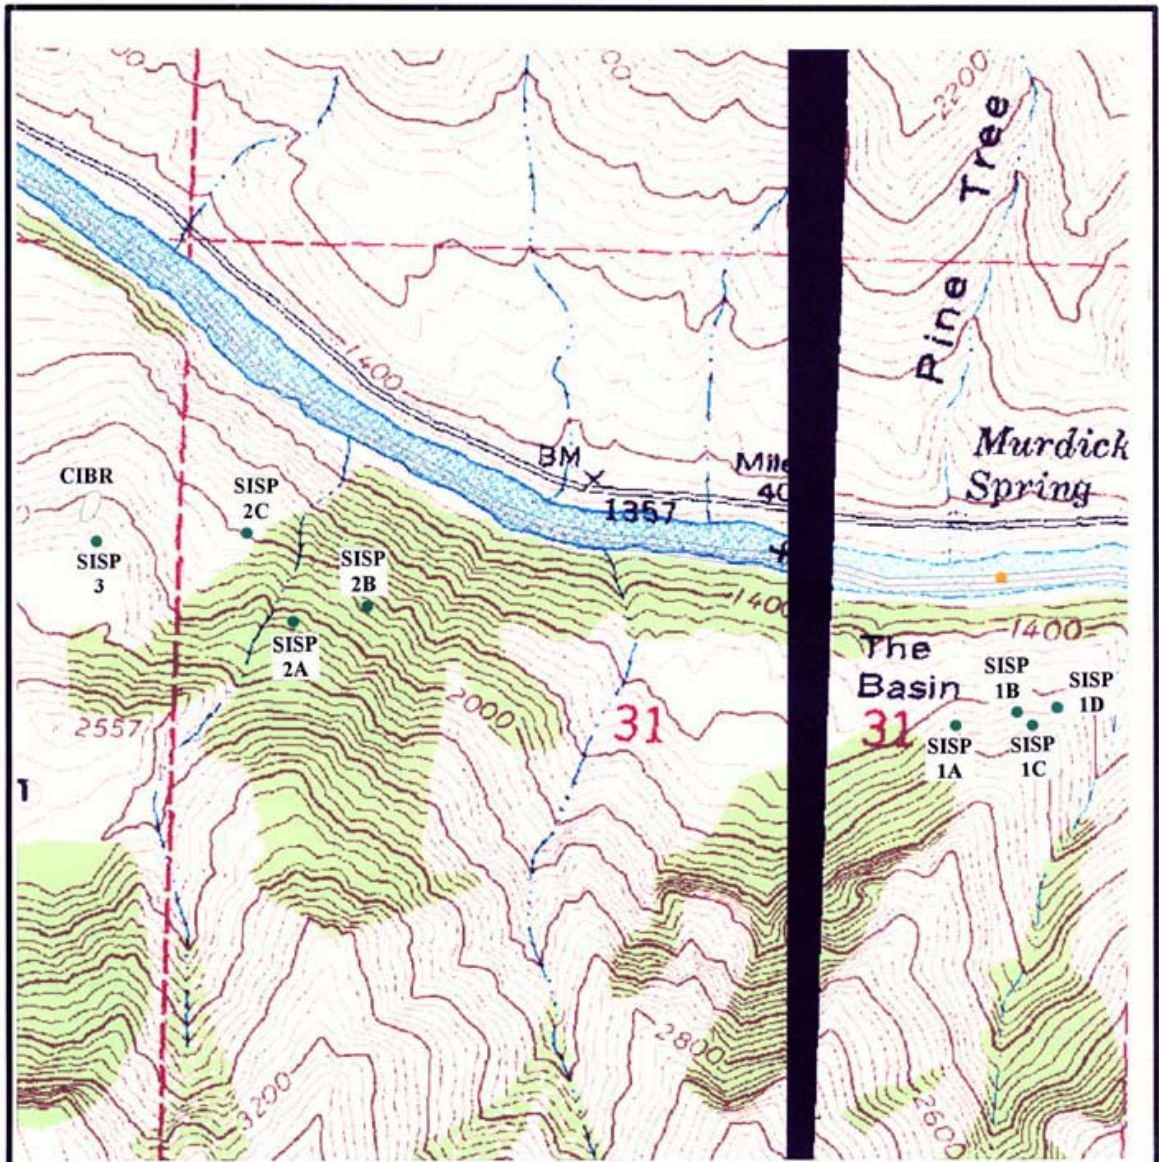 2200
Pine Tree
1400
BM
1357
Mile
40
Murdick
Spring
CIBR
SISP
3
SISP
2C
SISP
2B
SISP
2A
1400
1400
The
Basin
31
31
SISP
1B
SISP
1D
SISP
1A
SISP
1C
2557
2000
2800
3200
2600